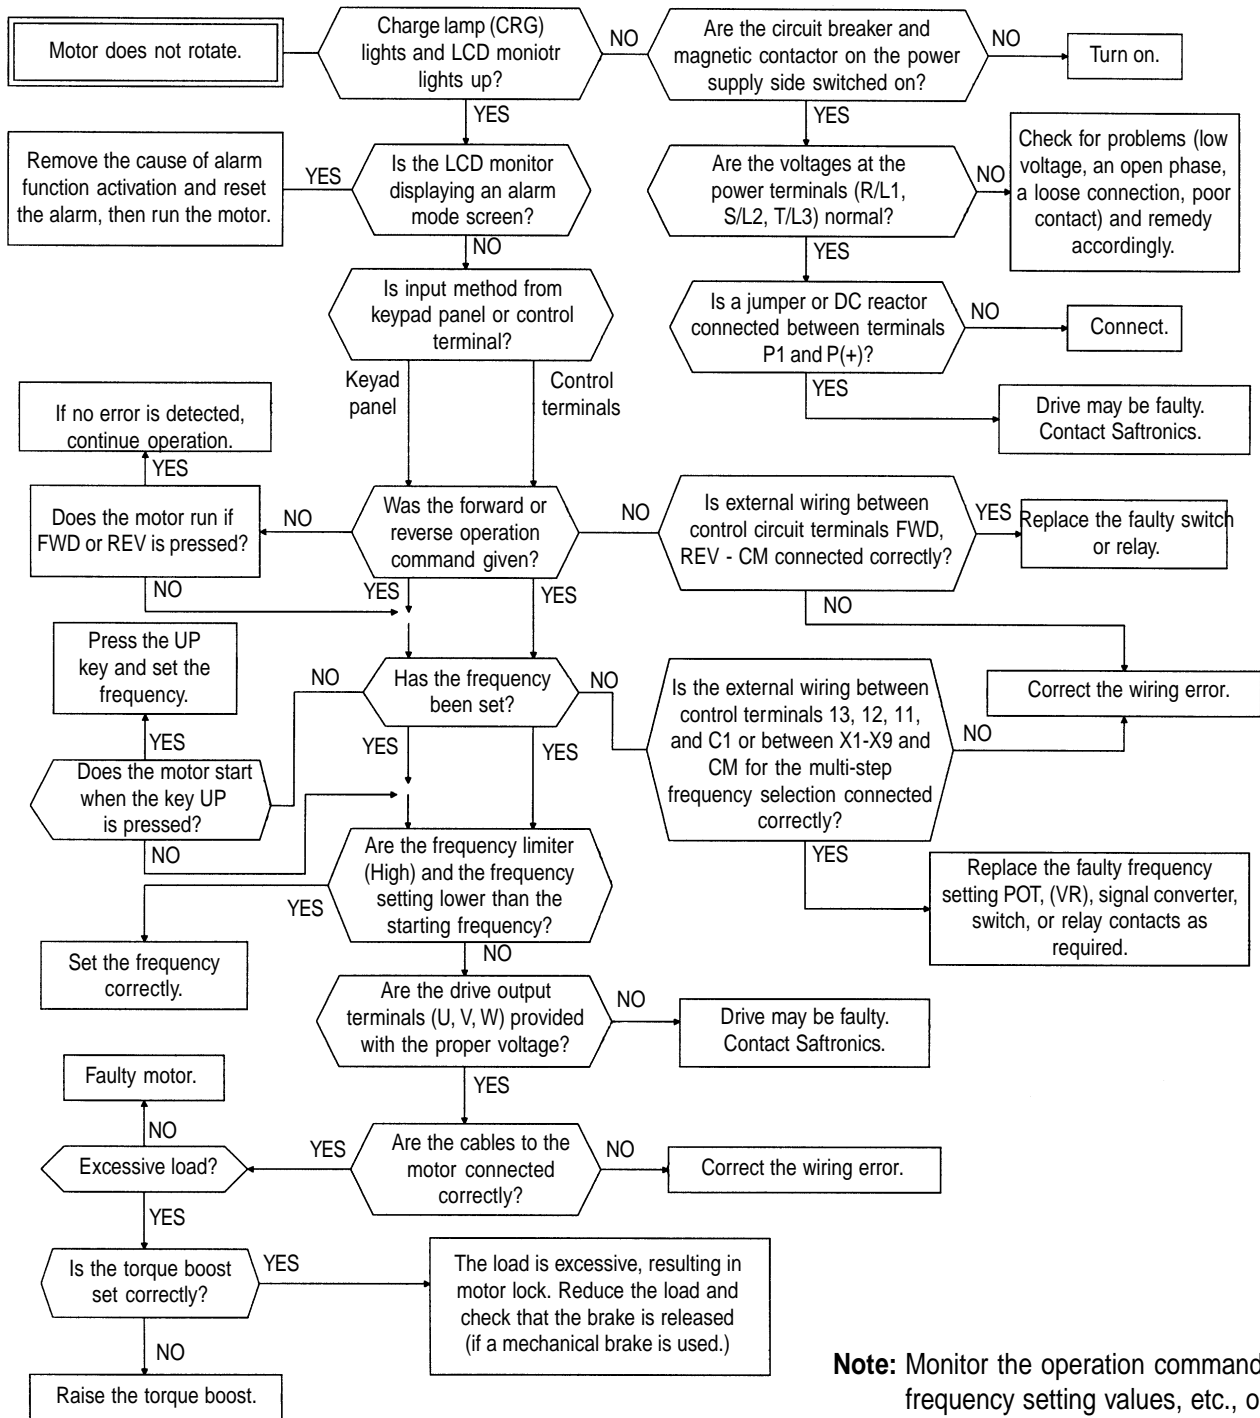 Motor does not rotate.
Charge lamp (CRG)
lights and LCD moniotr
lights up?
NO
Are the circuit breaker and
magnetic contactor on the power
supply side switched on?
NO
Turn on.
YES
YES
Remove the cause of alarm
function activation and reset
the alarm, then run the motor.
YES
Is the LCD monitor
displaying an alarm
mode screen?
Are the voltages at the
power terminals (R/L1,
S/L2, T/L3) normal?
NO
Check for problems (low
voltage, an open phase,
a loose connection, poor
contact) and remedy
accordingly.
NO
YES
Is input method from
keypad panel or control
terminal?
Is a jumper or DC reactor
connected between terminals
P1 and P(+)?
NO
Connect.
Keyad
panel
Control
terminals
YES
Drive may be faulty.
Contact Saftronics.
If no error is detected,
continue operation.
YES
Does the motor run if
FWD or REV is pressed?
NO
Was the forward or
reverse operation
command given?
NO
Is external wiring between
control circuit terminals FWD,
REV - CM connected correctly?
YES
Replace the faulty switch
or relay.
NO
YES
YES
NO
Press the UP
key and set the
frequency.
NO
Has the frequency
been set?
NO
Is the external wiring between
control terminals 13, 12, 11,
and C1 or between X1-X9 and
CM for the multi-step
frequency selection connected
correctly?
NO
Correct the wiring error.
YES
YES
YES
Does the motor start
when the key UP
is pressed?
NO
Are the frequency limiter
(High) and the frequency
setting lower than the
starting frequency?
YES
YES
Replace the faulty frequency
setting POT, (VR), signal converter,
switch, or relay contacts as
required.
Set the frequency
correctly.
NO
Are the drive output
terminals (U, V, W) provided
with the proper voltage?
NO
Drive may be faulty.
Contact Saftronics.
Faulty motor.
YES
NO
Excessive load?
YES
Are the cables to the
motor connected
correctly?
NO
Correct the wiring error.
YES
Is the torque boost
set correctly?
YES
The load is excessive, resulting in
motor lock. Reduce the load and
check that the brake is released
(if a mechanical brake is used.)
NO
Raise the torque boost.
Note: Monitor the operation command
frequency setting values, etc., o